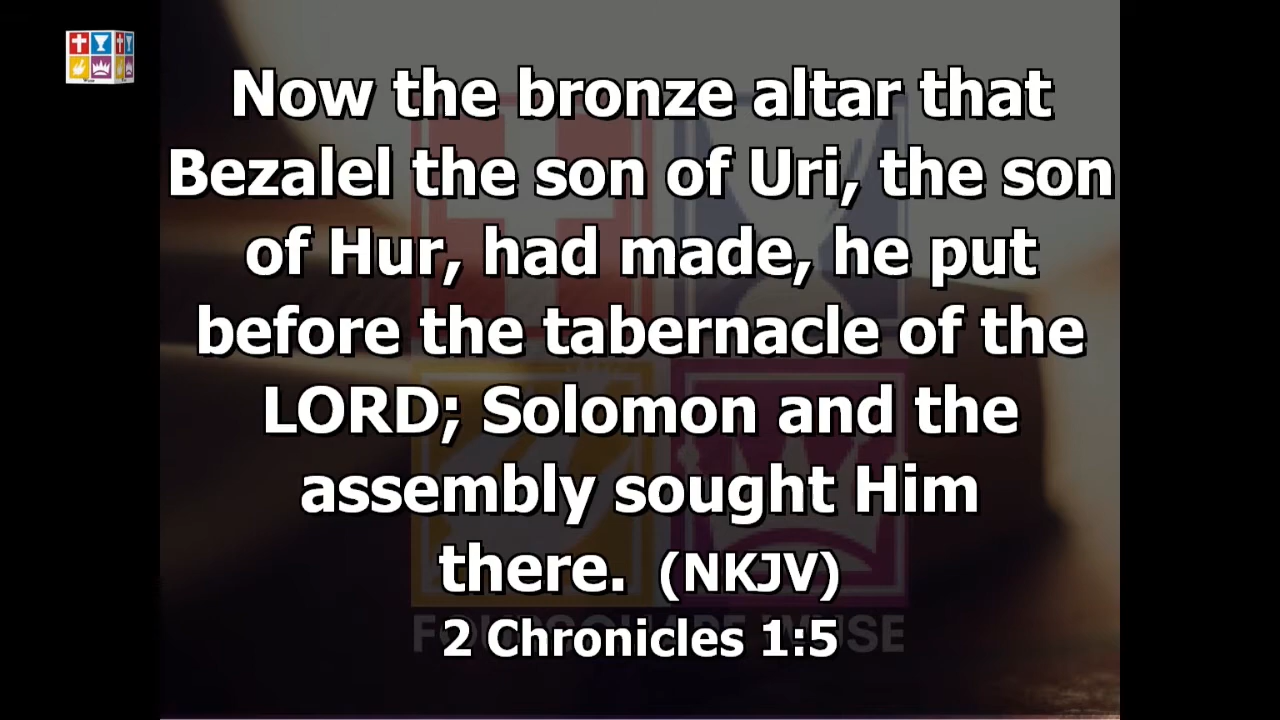 Now the bronze altar that
Bezalel the son of Uri, the son
of Hur, had made, he put
before the tabernacle of the
LORD; Solomon and the
assembly sought Him
there. (NKJV)
2 Chronicles 1:5